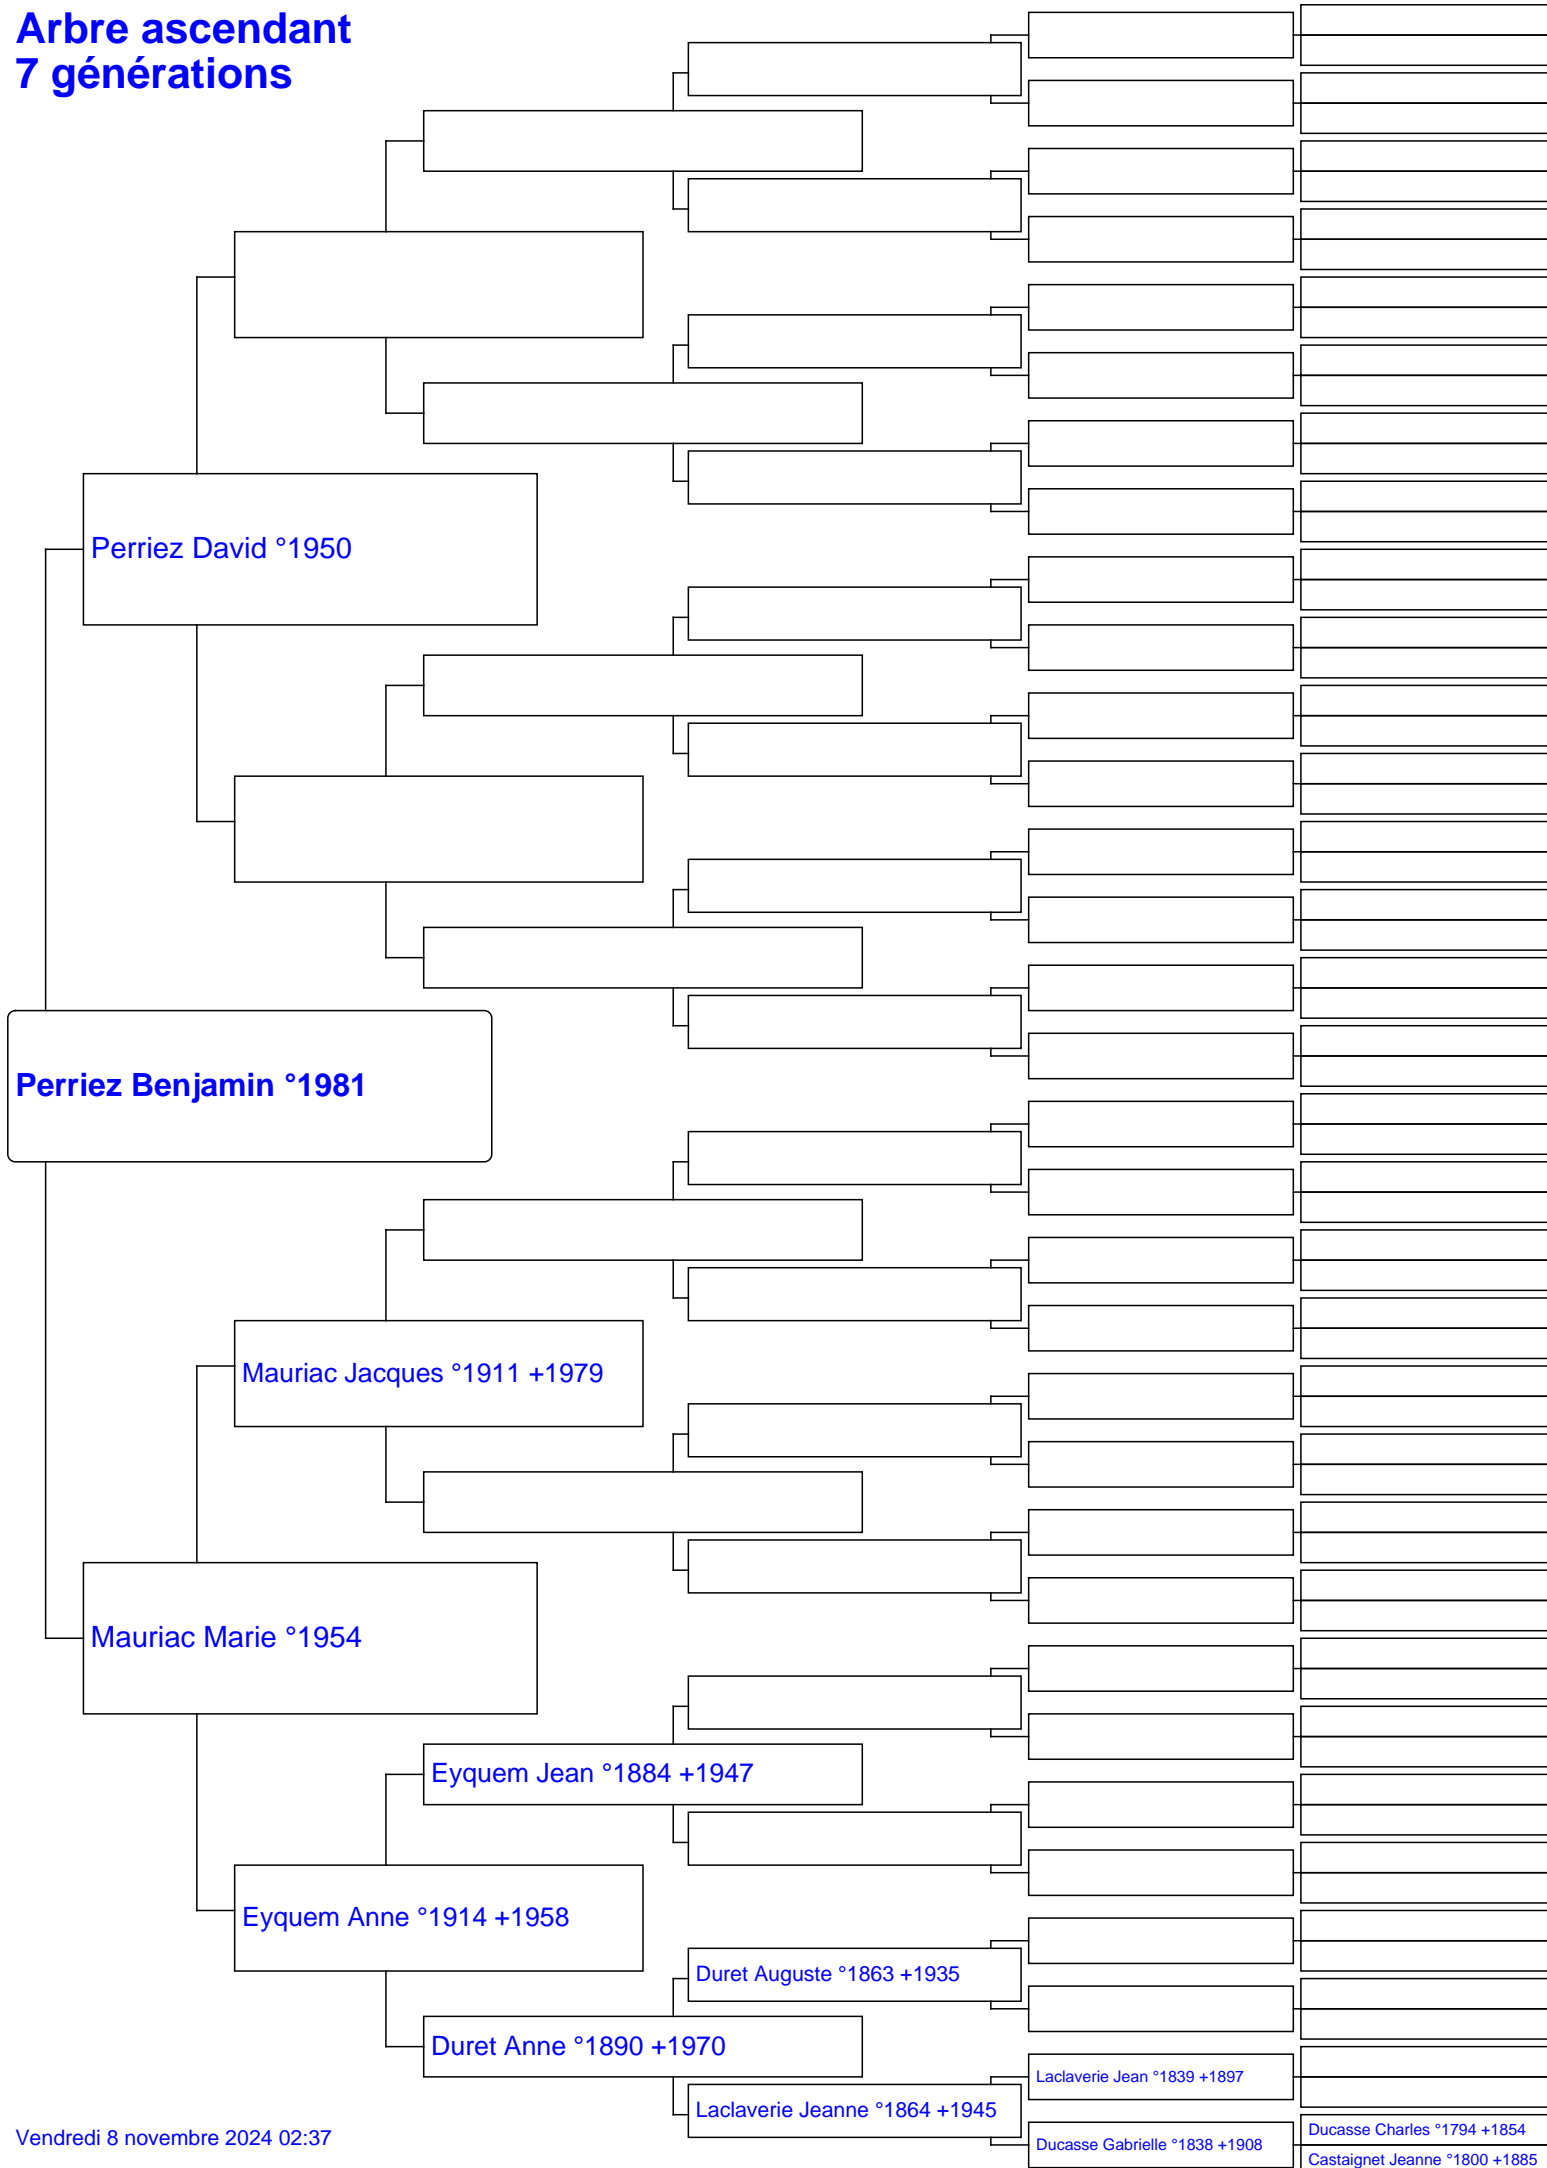 Arbre ascendant
7 générations
Perriez David °1950
Perriez Benjamin °1981
Mauriac Jacques °1911 +1979
Mauriac Marie °1954
Eyquem Jean °1884 +1947
Eyquem Anne °1914 +1958
Duret Auguste °1863 +1935
Duret Anne °1890 +1970
Laclaverie Jean °1839 +1897
Laclaverie Jeanne °1864 +1945
Ducasse Charles °1794 +1854
Ducasse Gabrielle °1838 +1908
Castaignet Jeanne °1800 +1885
Vendredi 8 novembre 2024 02:37